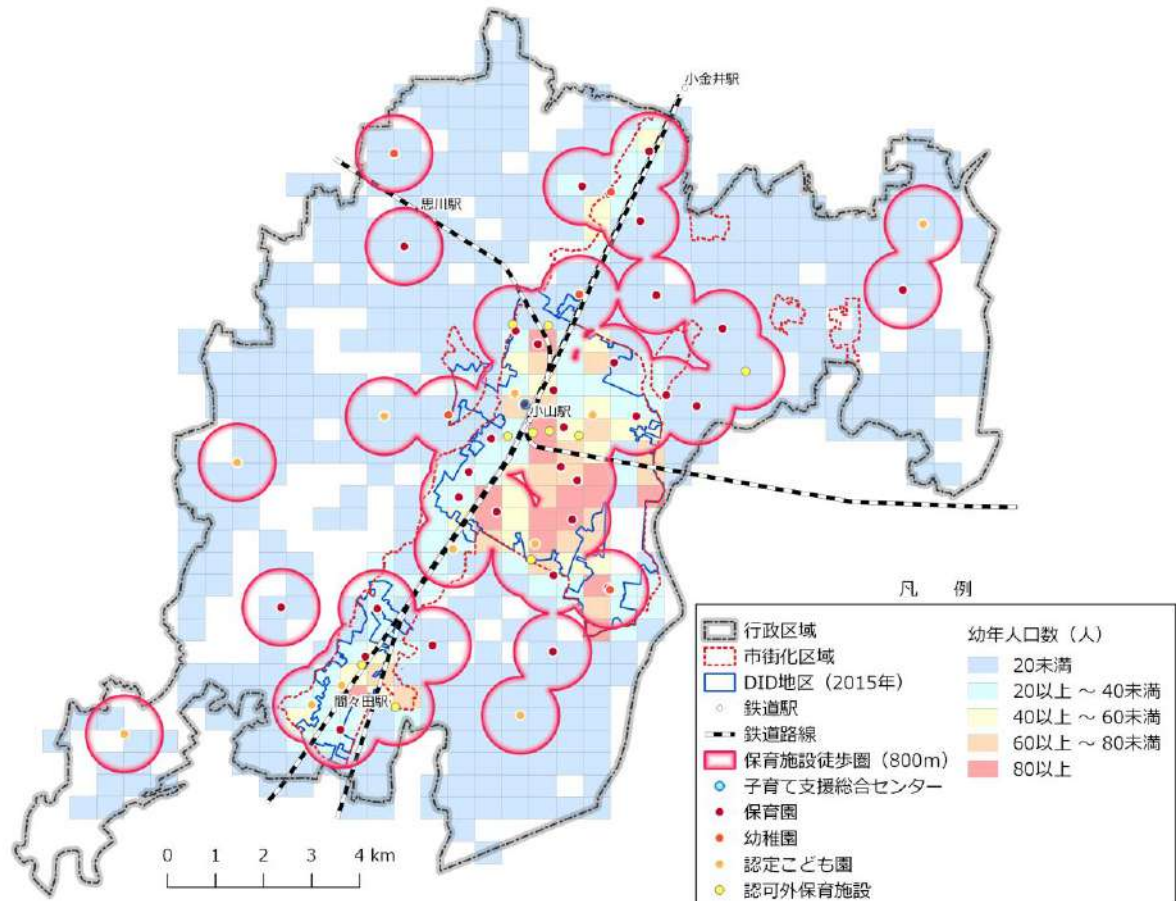 小金井駅
思川駅
小山駅
間々田駅
0 1 2 3 4 km
凡 例
行政区域
市街化区域
DID地区（2015年）
鉄道駅
鉄道路線
保育施設徒歩圏（800m）
子育て支援総合センター
保育園
幼稚園
認定こども園
認可外保育施設
幼年人口数（人）
20未満
20以上 ～ 40未満
40以上 ～ 60未満
60以上 ～ 80未満
80以上